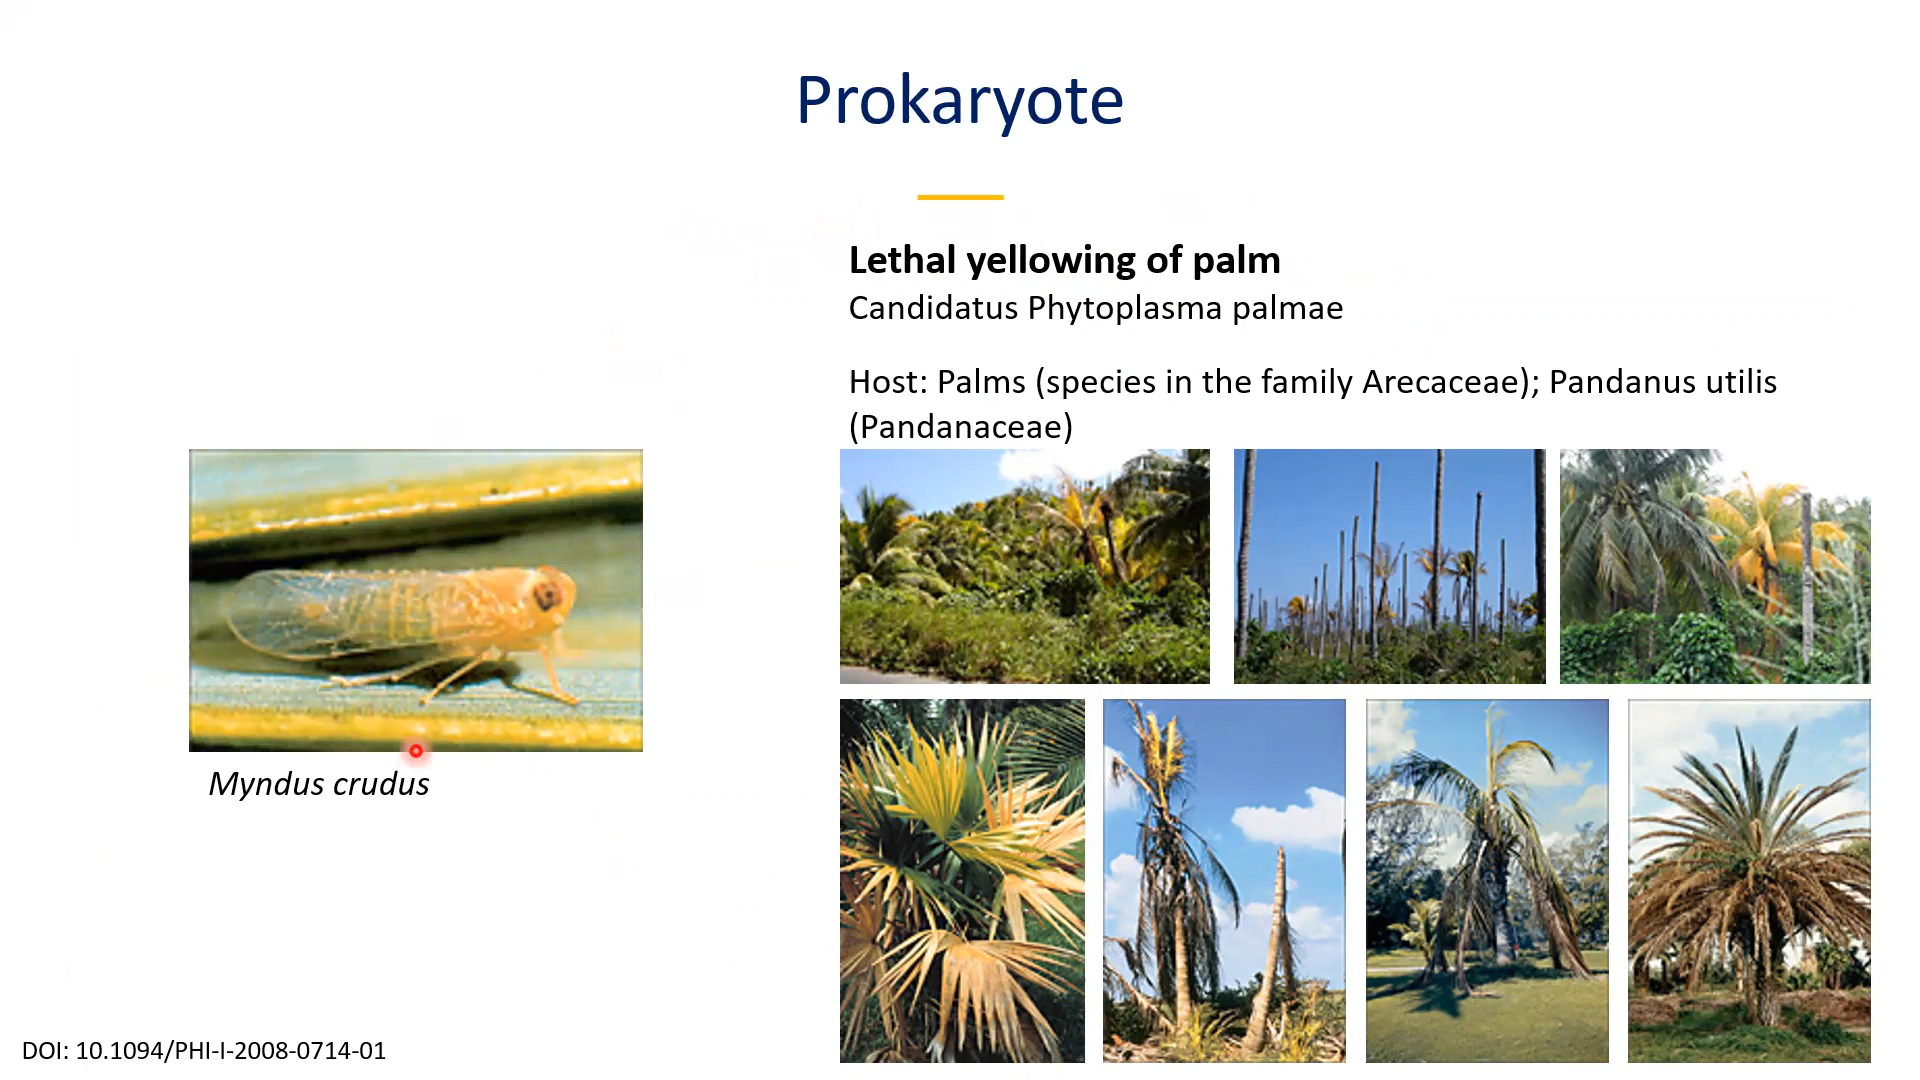 Prokaryote
Lethal yellowing of palm
Candidatus Phytoplasma palmae
Host: Palms (species in the family Arecaceae); Pandanus utilis
(Pandanaceae)
Myndus crudus
DOI: 10.1094/PHI-I-2008-0714-01